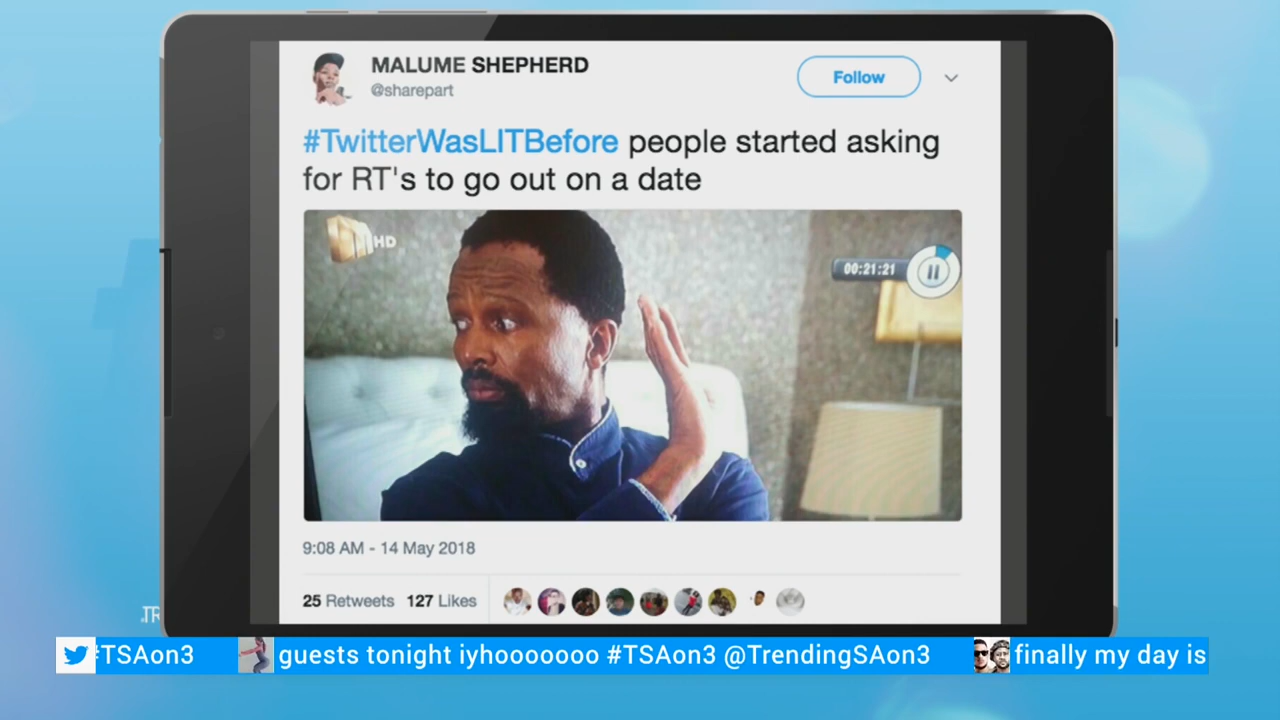 MALUME SHEPHERD
@sharepart
Follow
#TwitterWasLITBefore people started asking
for RT's to go out on a date
HD
00:21:21
9:08 AM - 14 May 2018
25 Retweets 127 Likes
#TSAon3
guests tonight iyhooooooo #TSAon3 @TrendingSAon3
finally my day is